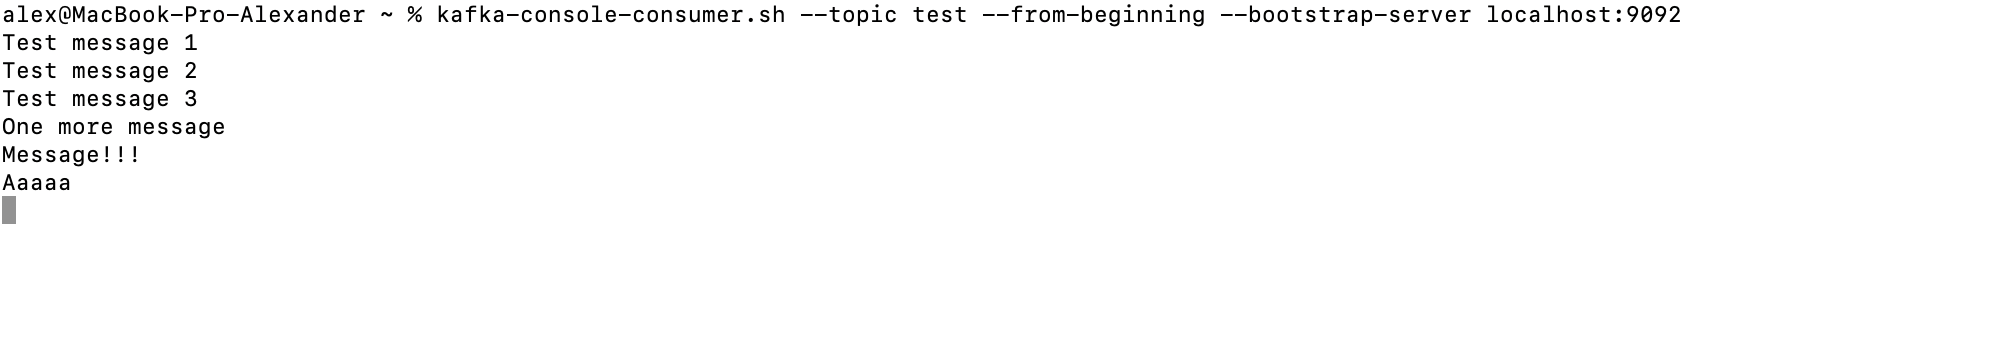 alex@MacBook-Pro-Alexander ~ % kafka-console-consumer.sh --topic test --from-beginning --bootstrap-server localhost:9092
Test message 1
Test message 2
Test message 3
One more message
Message!!!
Aaaaa